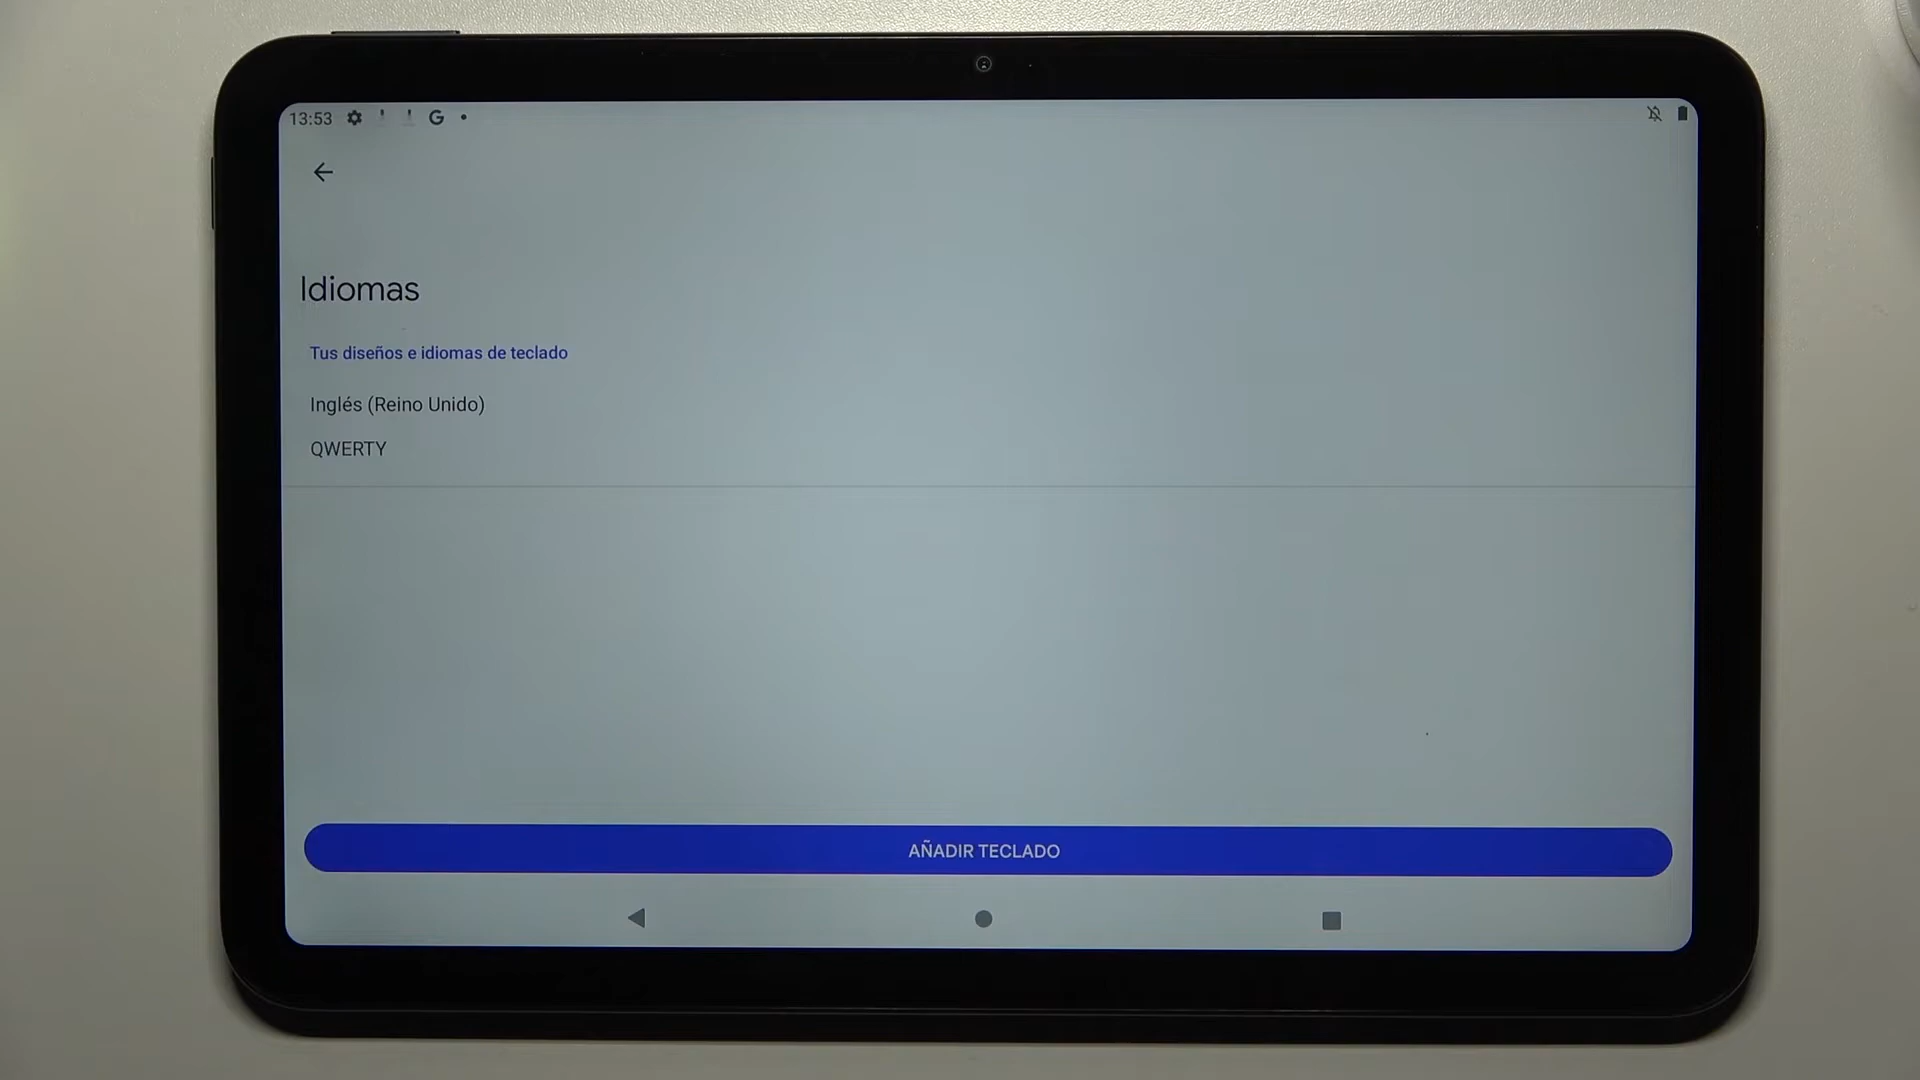 13:53 G
Idiomas
Tus diseños e idiomas de teclado
Inglés (Reino Unido)
QWERTY
AÑADIR TECLADO